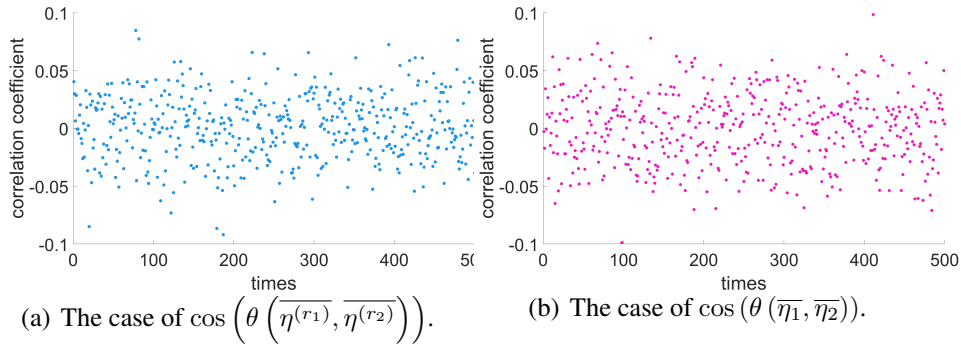 0.1
0.05
0
-0.05
-0.1
correlation coefficient
0 100 200 300 400 50
times
(a) The case of cos (θ (η^(r₁), η^(r₂))).
0.1
0.05
0
-0.05
-0.1
correlation coefficient
0 100 200 300 400 500
times
(b) The case of cos (θ (η₁, η₂)).